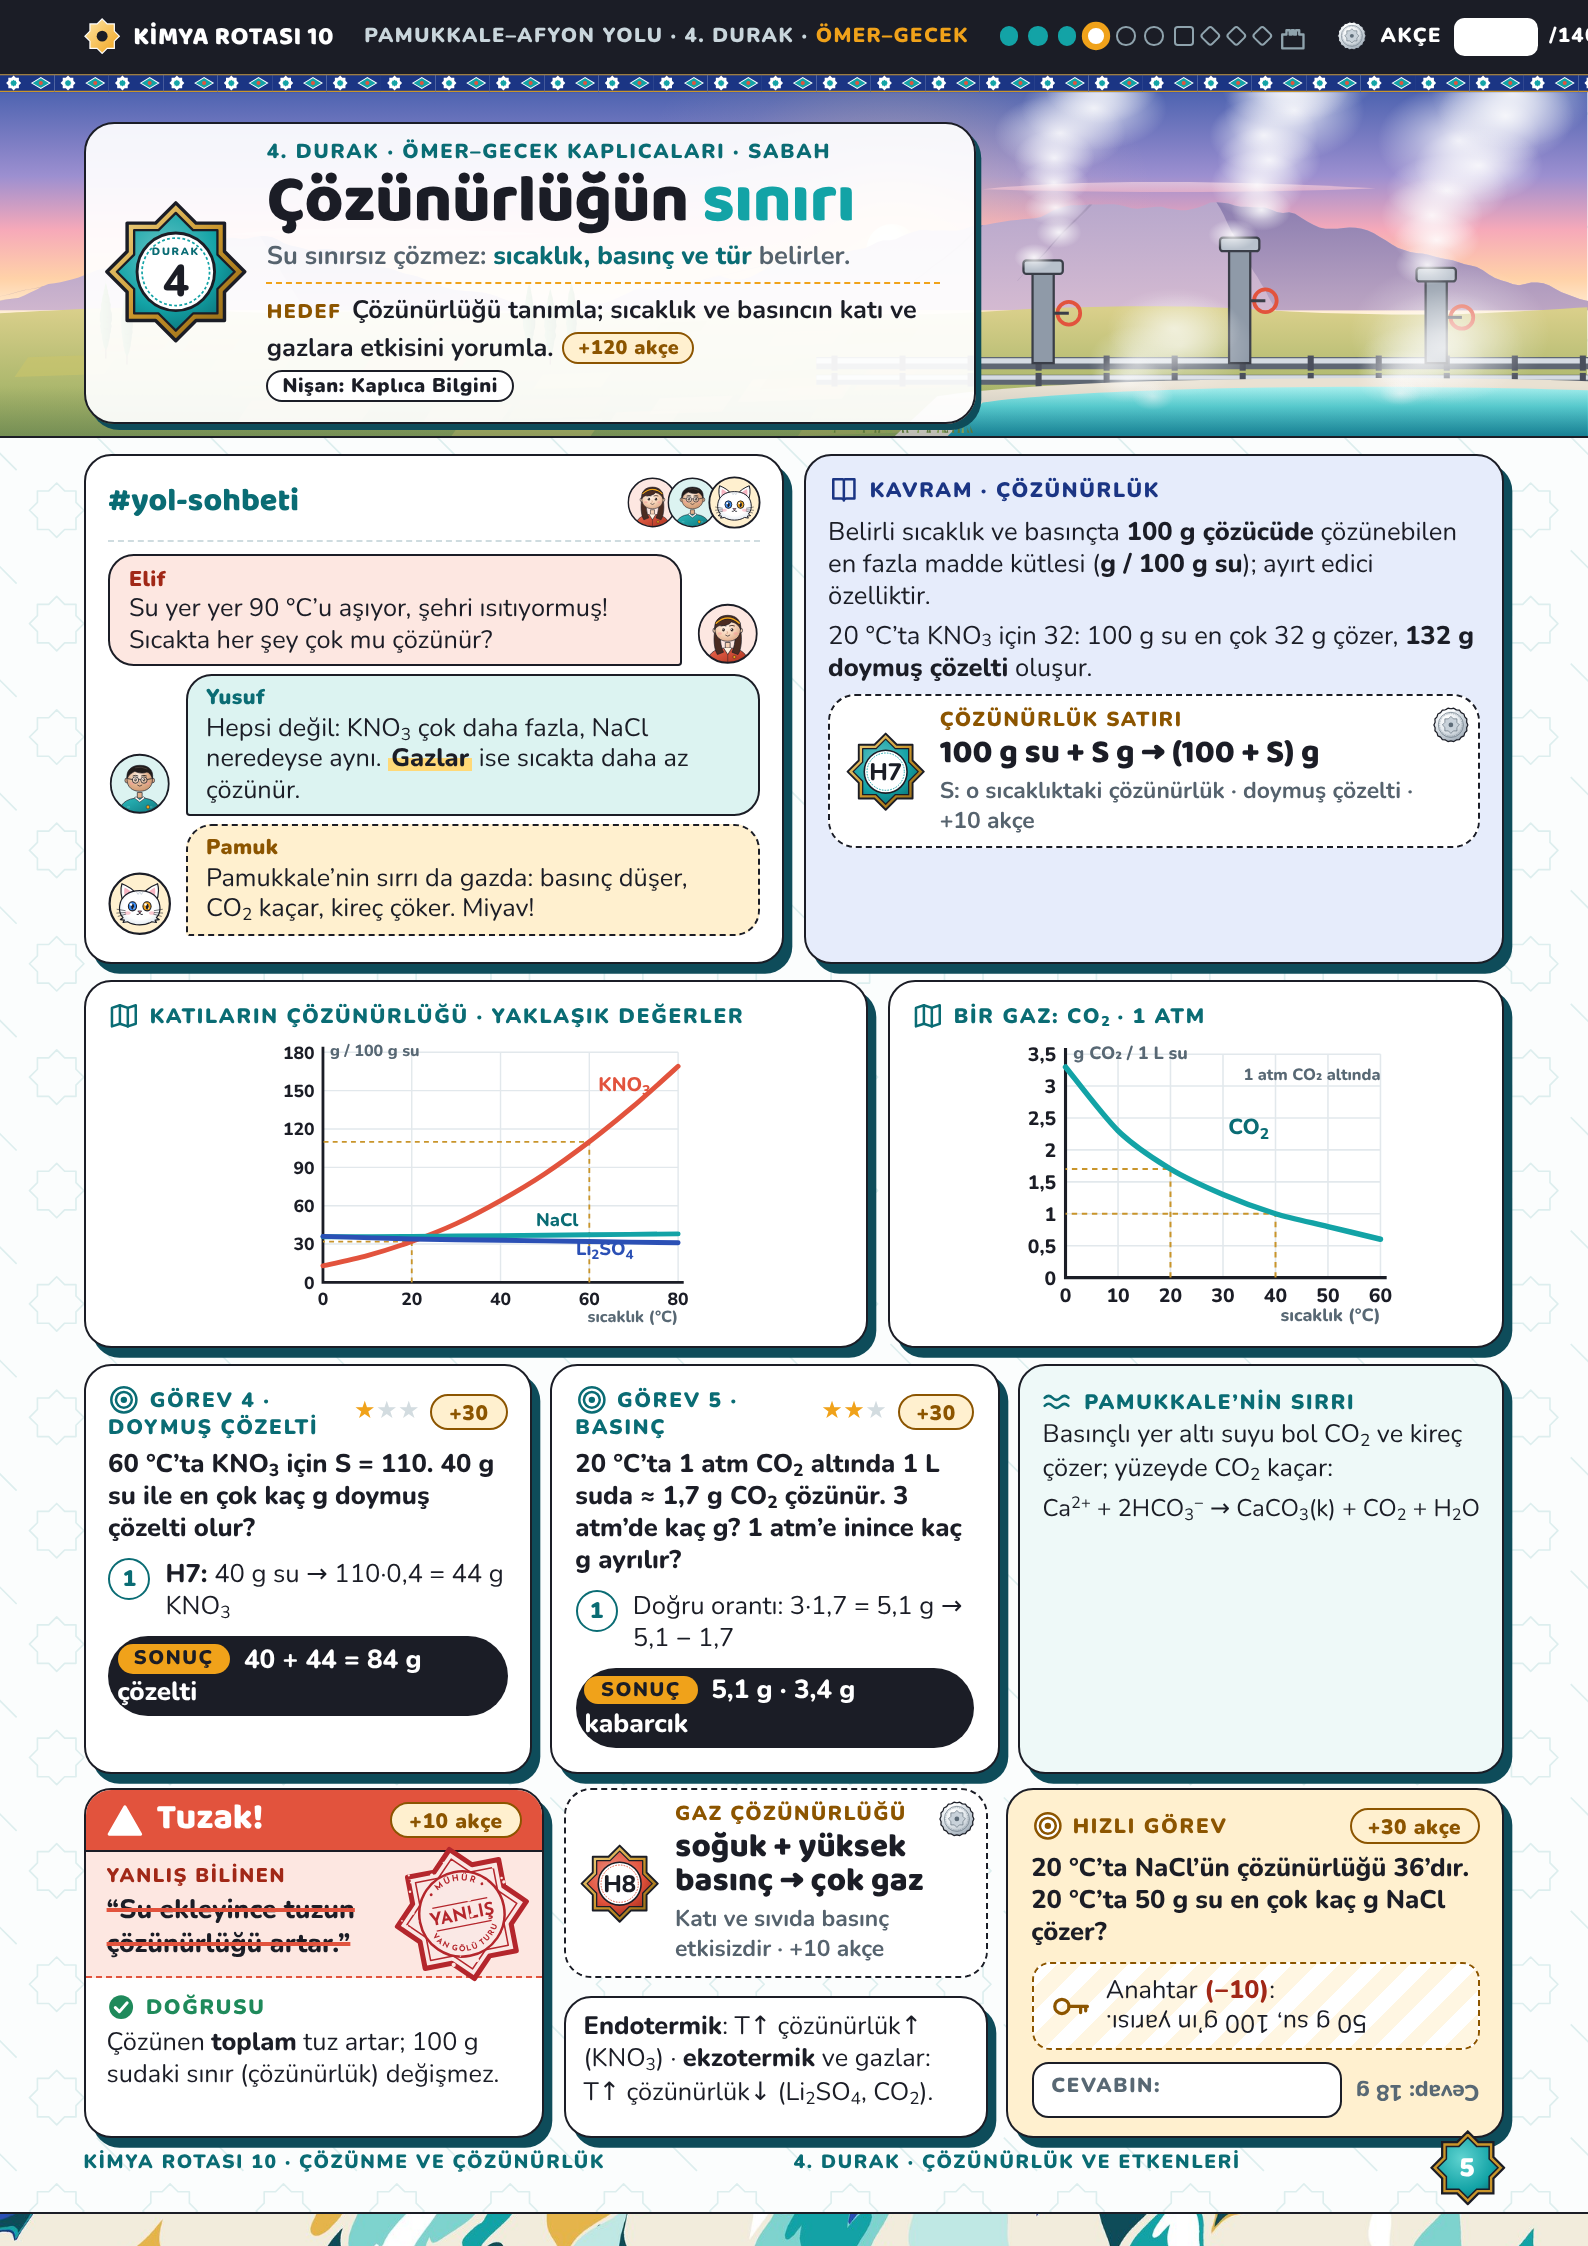 KİMYA ROTASI 10 PAMUKKALE–AFYON YOLU · 4. DURAK · ÖMER–GECEK AKÇE
4. DURAK · ÖMER–GECEK KAPLICALARI · SABAH
Çözünürlüğün sınırı
DURAK
4
Su sınırsız çözmez: sıcaklık, basınç ve tür belirler.
HEDEF Çözünürlüğü tanımla; sıcaklık ve basıncın katı ve
gazlara etkisini yorumla. +120 akçe
Nişan: Kaplıca Bilgini
#yol-sohbeti
Elif
Su yer yer 90 °C'u aşıyor, şehri ısıtıyormuş!
Sıcakta her şey çok mu çözünür?
Yusuf
Hepsi değil: KNO₃ çok daha fazla, NaCl
neredeyse aynı. Gazlar ise sıcakta daha az
çözünür.
Pamuk
Pamukkale'nin sırrı da gazda: basınç düşer,
CO₂ kaçar, kireç çöker. Miyav!
KAVRAM · ÇÖZÜNÜRLÜK
Belirli sıcaklık ve basınçta 100 g çözücüde çözünebilen
en fazla madde kütlesi (g / 100 g su); ayırt edici
özelliktir.
20 °C'ta KNO₃ için 32: 100 g su en çok 32 g çözer, 132 g
doymuş çözelti oluşur.
H7
ÇÖZÜNÜRLÜK SATIRI
100 g su + S g → (100 + S) g
S: o sıcaklıktaki çözünürlük · doymuş çözelti ·
+10 akçe
KATILARIN ÇÖZÜNÜRLÜĞÜ · YAKLAŞIK DEĞERLER
g / 100 g su
180
150
120
90
60
30
0
KNO₃
NaCl
Li₂SO₄
0 20 40 60 80
sıcaklık (°C)
BİR GAZ: CO₂ · 1 ATM
g CO₂ / 1 L su
1 atm CO₂ altında
3,5
3
2,5
2
1,5
1
0,5
0
CO₂
0 10 20 30 40 50 60
sıcaklık (°C)
GÖREV 4 ·
DOYMUŞ ÇÖZELTİ
+30
60 °C'ta KNO₃ için S = 110. 40 g
su ile en çok kaç g doymuş
çözelti olur?
1 H7: 40 g su → 110·0,4 = 44 g
KNO₃
SONUÇ 40 + 44 = 84 g
çözelti
GÖREV 5 ·
BASINÇ
+30
20 °C'ta 1 atm CO₂ altında 1 L
suda ≈ 1,7 g CO₂ çözünür. 3
atm'de kaç g? 1 atm'e inince kaç
g ayrılır?
1 Doğru orantı: 3·1,7 = 5,1 g →
5,1 − 1,7
SONUÇ 5,1 g · 3,4 g
kabarcık
PAMUKKALE'NİN SIRRI
Basınçlı yer altı suyu bol CO₂ ve kireç
çözer; yüzeyde CO₂ kaçar:
Ca²⁺ + 2HCO₃⁻ → CaCO₃(k) + CO₂ + H₂O
Tuzak! +10 akçe
YANLIŞ BİLİNEN
“Su ekleyince tuzun
çözünürlüğü artar.”
MÜHÜR
YANLIŞ
VAN GÖLÜ TURU
DOĞRUSU
Çözünen toplam tuz artar; 100 g
sudaki sınır (çözünürlük) değişmez.
H8
GAZ ÇÖZÜNÜRLÜĞÜ
soğuk + yüksek
basınç → çok gaz
Katı ve sıvıda basınç
etkisizdir · +10 akçe
Endotermik: T↑ çözünürlük↑
(KNO₃) · ekzotermik ve gazlar:
T↑ çözünürlük↓ (Li₂SO₄, CO₂).
HIZLI GÖREV +30 akçe
20 °C'ta NaCl'ün çözünürlüğü 36'dır.
20 °C'ta 50 g su en çok kaç g NaCl
çözer?
Anahtar (−10):
50 g su, 100 g'ın yarısı.
CEVABIN:
Cevap: 18 g
KİMYA ROTASI 10 · ÇÖZÜNME VE ÇÖZÜNÜRLÜK
4. DURAK · ÇÖZÜNÜRLÜK VE ETKENLERİ
5